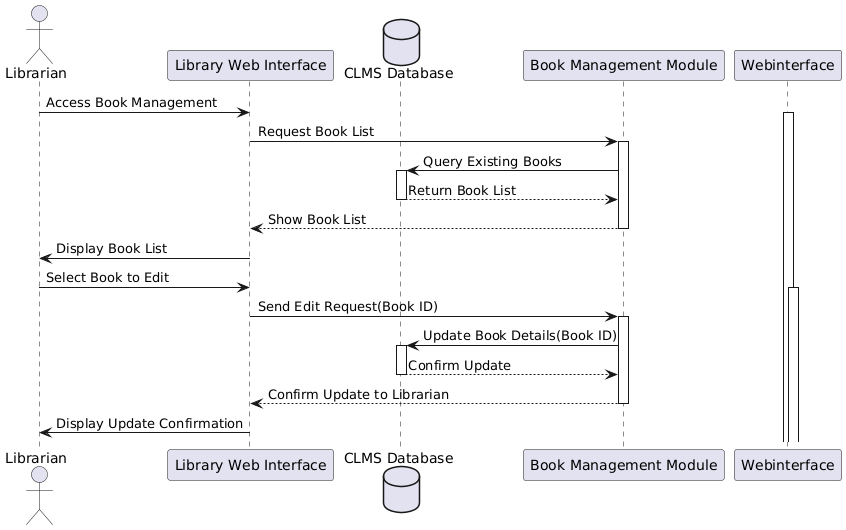 Librarian
Library Web Interface
CLMS Database
Book Management Module
Webinterface
Access Book Management
Request Book List
Query Existing Books
Return Book List
Show Book List
Display Book List
Select Book to Edit
Send Edit Request(Book ID)
Update Book Details(Book ID)
Confirm Update
Confirm Update to Librarian
Display Update Confirmation
Librarian
Library Web Interface
CLMS Database
Book Management Module
Webinterface